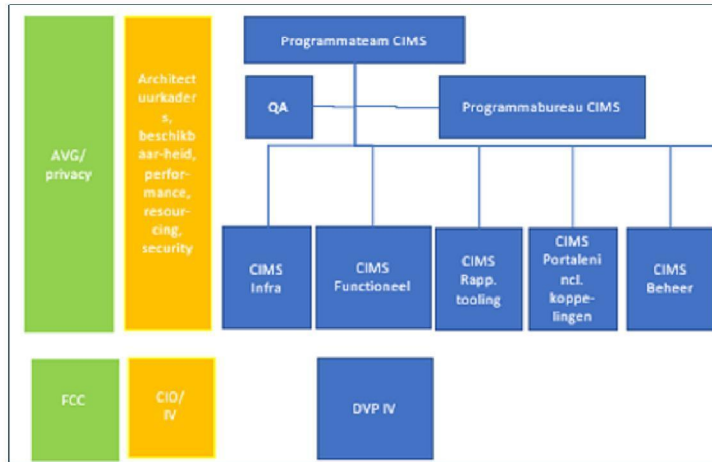 Programmateam CIMS
Architect
uurkader
s,
beschikb
aar-heid,
perfor-
mance,
resour-
cing,
security
QA
Programmabureau CIMS
AVG/
privacy
CIMS
Infra
CIMS
Functioneel
CIMS
Rapp.
tooling
CIMS
Portaleni
ncl.
koppe-
lingen
CIMS
Beheer
FCC
CIO/
IV
DVP IV